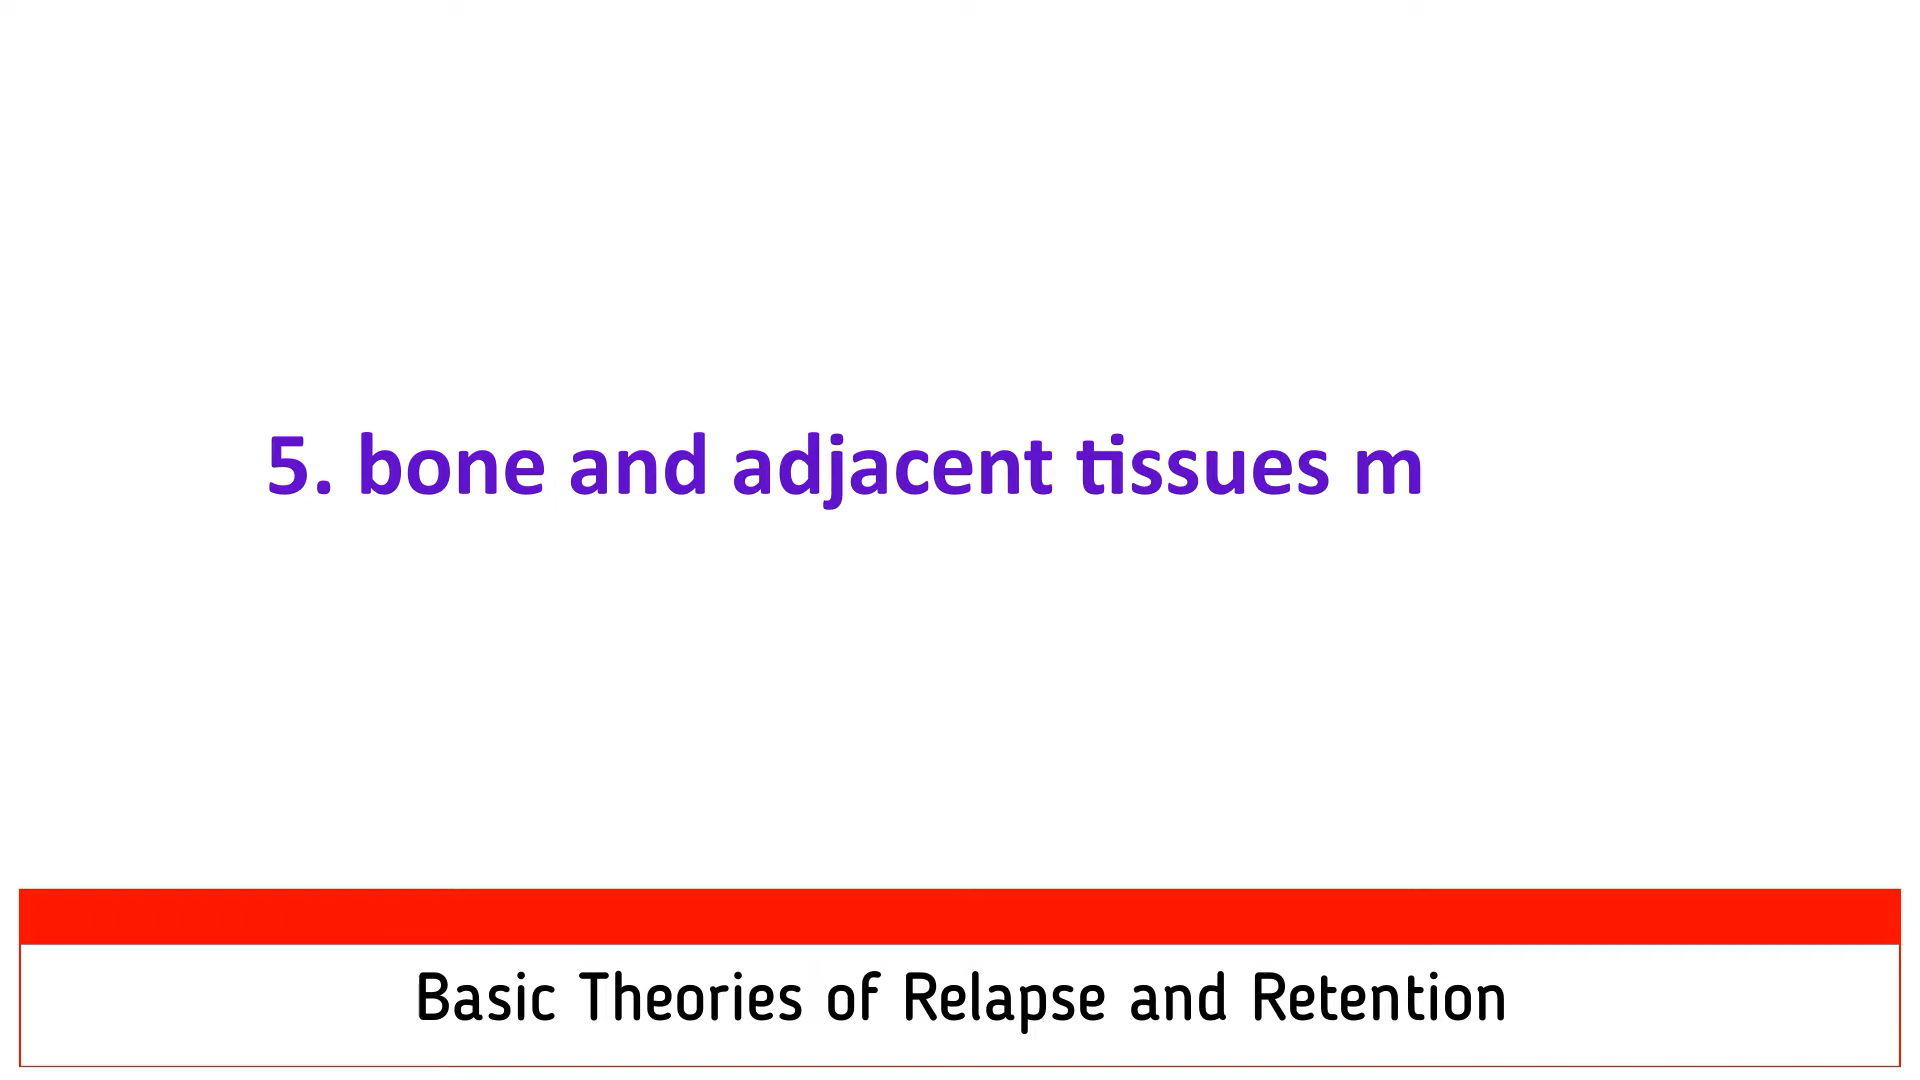 5. bone and adjacent tissues m
Basic Theories of Relapse and Retention